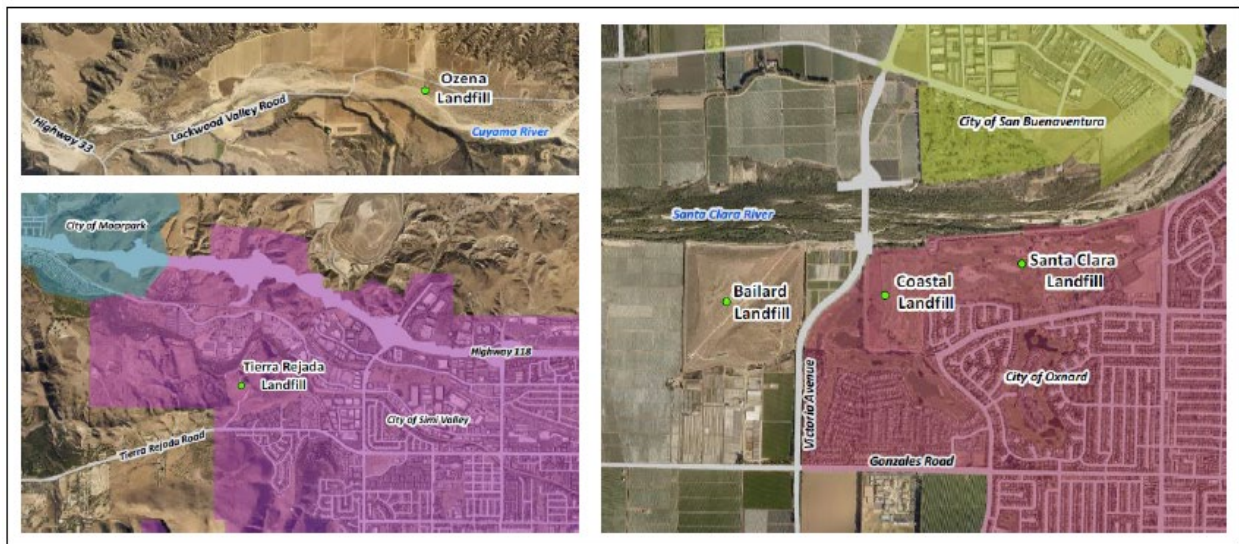 Ozena
Landfill
Lockwood Valley Road
Highway 33
Cuyama River
City of Moorpark
Highway 118
Tierra Rejada
Landfill
City of Simi Valley
Tierra Rejada Road
City of San Buenaventura
Santa Clara River
Santa Clara
Landfill
Bailard
Landfill
Coastal
Landfill
City of Oxnard
Victoria Avenue
Gonzales Road